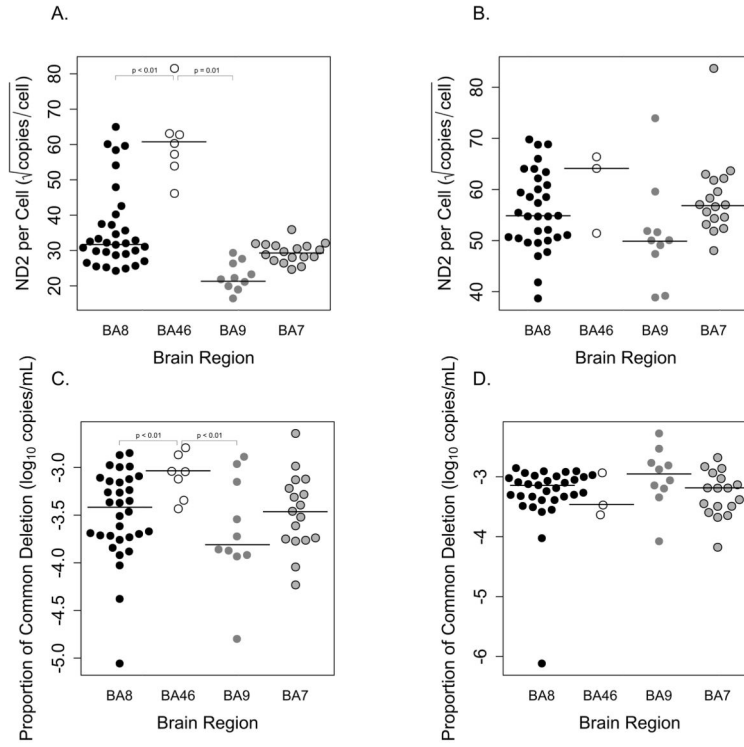 A.
ND2 per Cell (√copies/cell)
80
70
60
50
40
30
20
p < 0.01
p = 0.01
BA8 BA46 BA9 BA7
Brain Region
B.
ND2 per Cell (√copies/cell)
80
70
60
50
40
BA8 BA46 BA9 BA7
Brain Region
C.
Proportion of Common Deletion (log₁₀ copies/mL)
-3.0
-3.5
-4.0
-4.5
-5.0
p < 0.01
p < 0.01
BA8 BA46 BA9 BA7
Brain Region
D.
Proportion of Common Deletion (log₁₀ copies/mL)
-3
-4
-5
-6
BA8 BA46 BA9 BA7
Brain Region